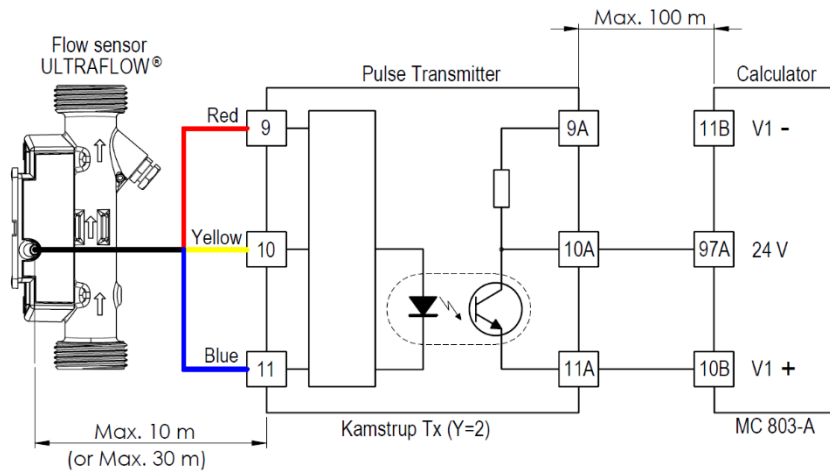 Max. 100 m
Flow sensor
ULTRAFLOW®
Pulse Transmitter
Calculator
Red
9
9A
11B
V1 -
Yellow
10
10A
97A
24 V
Blue
11
11A
10B
V1 +
Max. 10 m
(or Max. 30 m)
Kamstrup Tx (Y=2)
MC 803-A